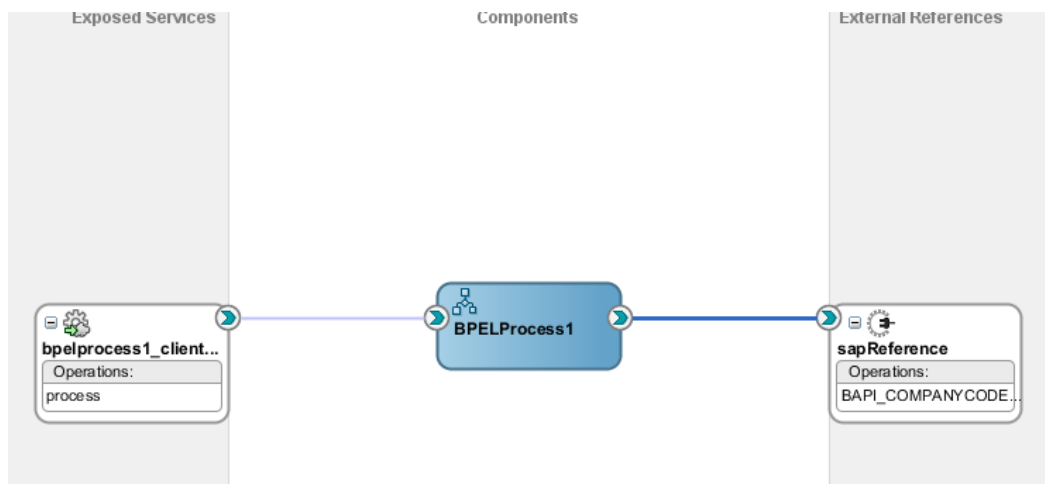 Exposed Services
Components
External References
bpelprocess1_client...
Operations:
process
BPELProcess1
sapReference
Operations:
BAPI_COMPANYCODE...